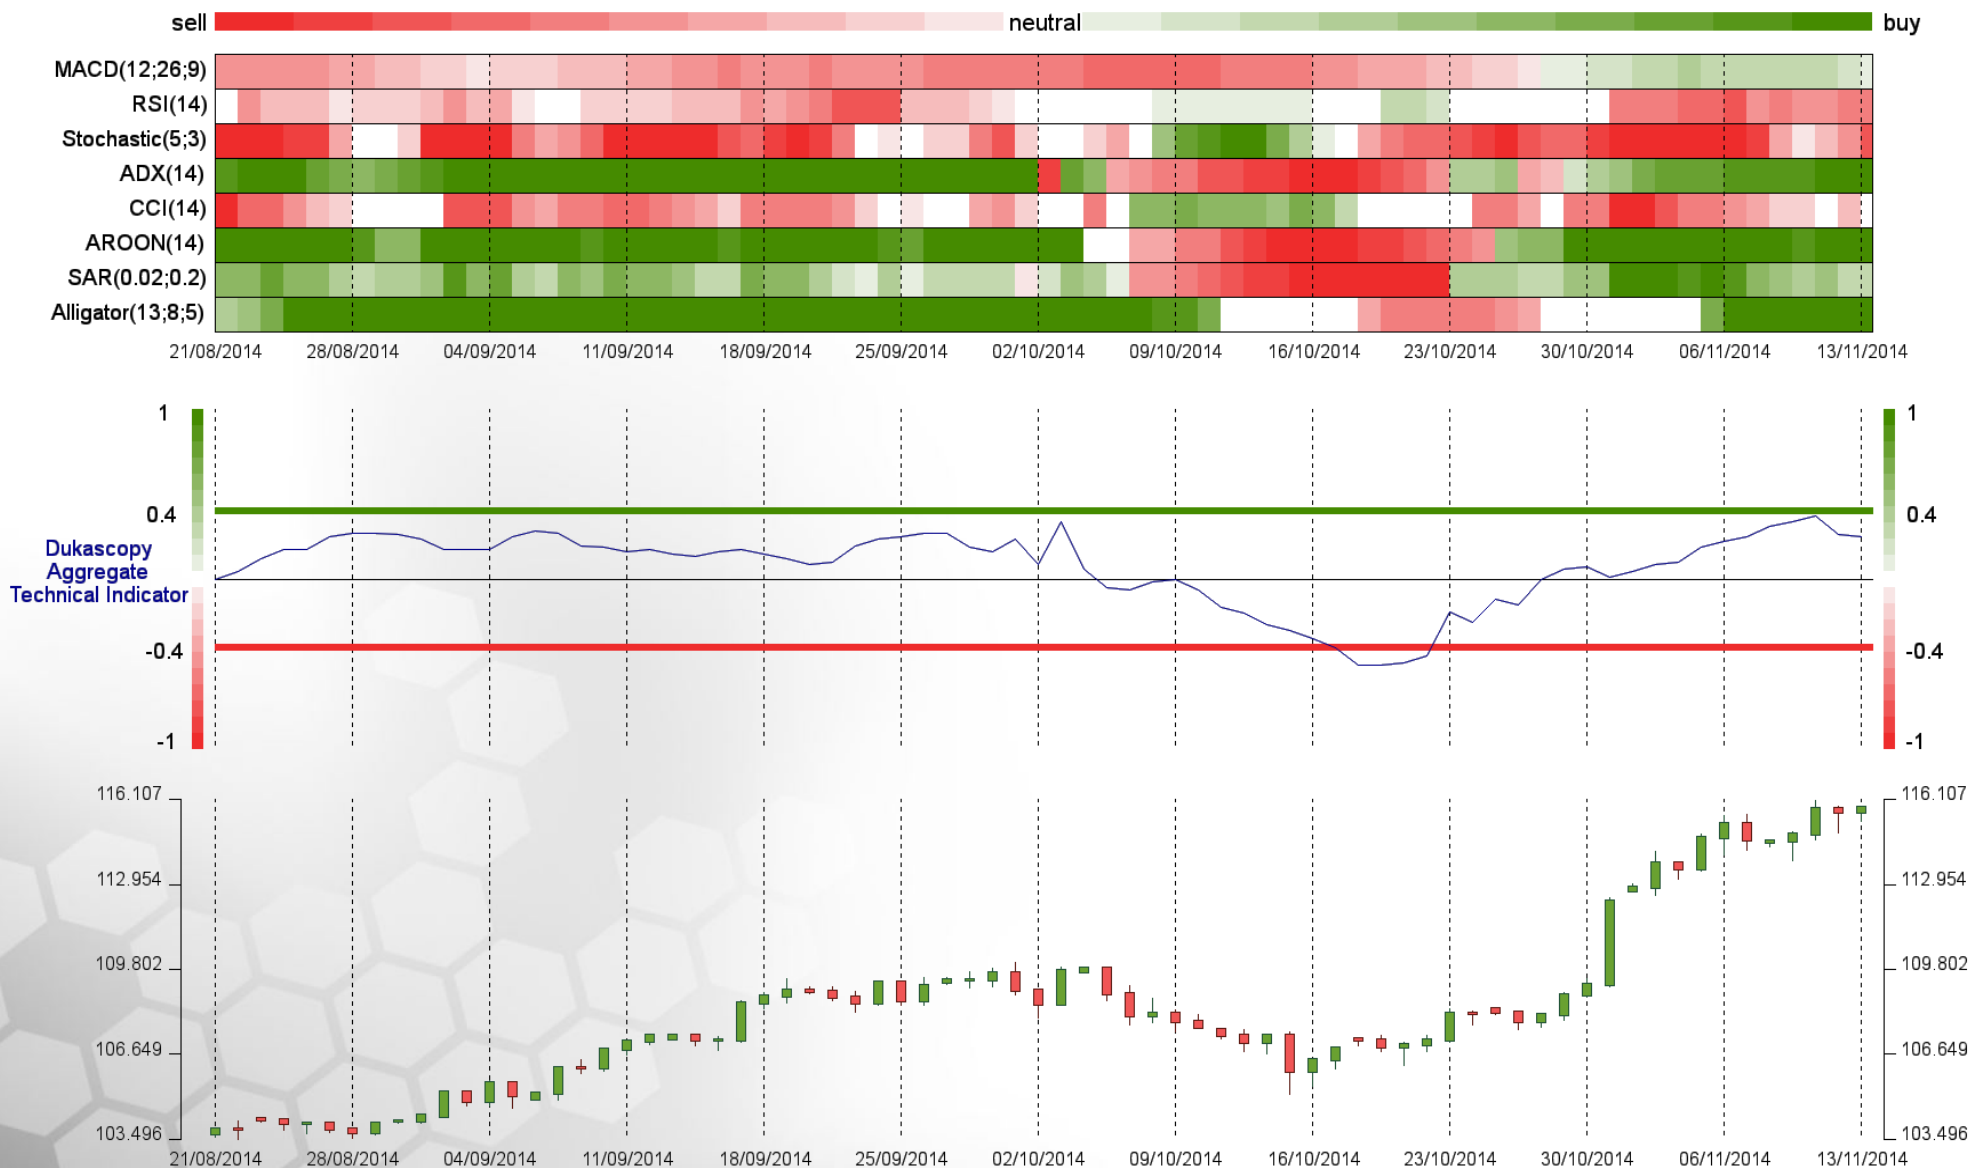 sell neutral buy
MACD(12;26;9)
RSI(14)
Stochastic(5;3)
ADX(14)
CCI(14)
AROON(14)
SAR(0.02;0.2)
Alligator(13;8;5)
21/08/2014 28/08/2014 04/09/2014 11/09/2014 18/09/2014 25/09/2014 02/10/2014 09/10/2014 16/10/2014 23/10/2014 30/10/2014 06/11/2014 13/11/2014
1 1
0.4 0.4
Dukascopy
Aggregate
Technical Indicator
-0.4 -0.4
-1 -1
116.107 116.107
112.954 112.954
109.802 109.802
106.649 106.649
103.496 103.496
21/08/2014 28/08/2014 04/09/2014 11/09/2014 18/09/2014 25/09/2014 02/10/2014 09/10/2014 16/10/2014 23/10/2014 30/10/2014 06/11/2014 13/11/2014